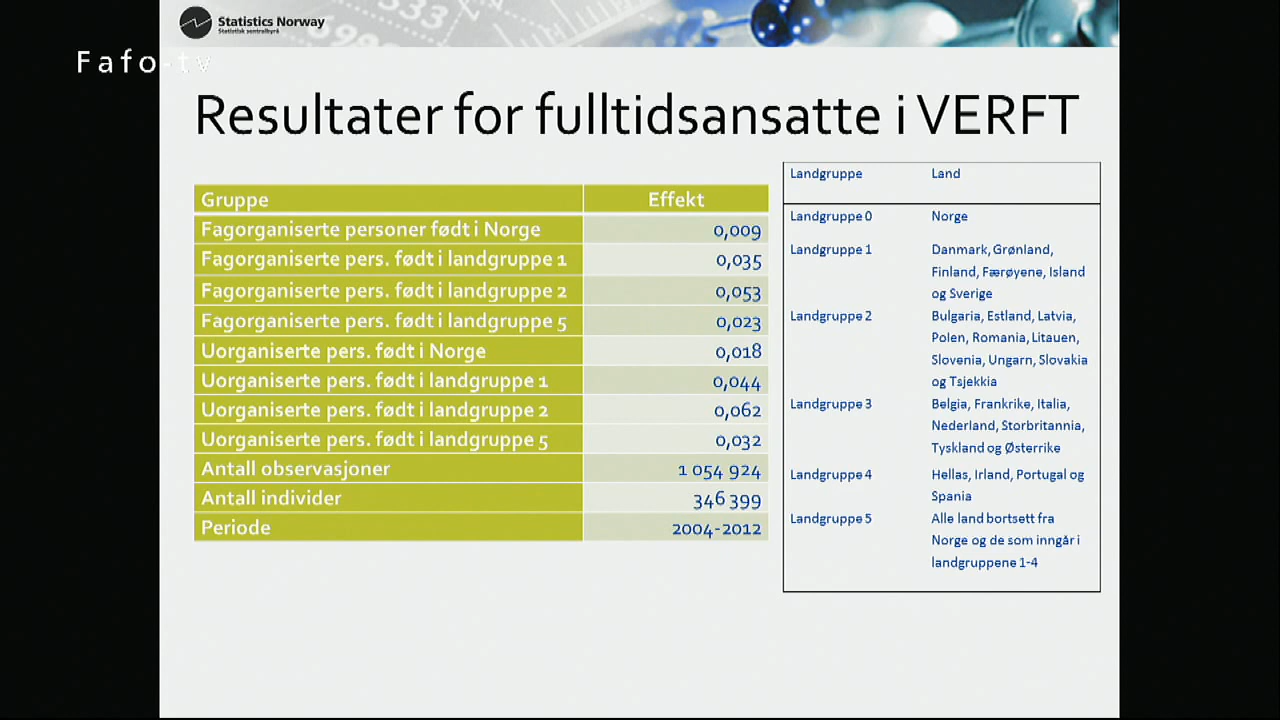 Statistics Norway
Statistisk sentralbyrå
Fafo-tv
Resultater for fulltidsansatte i VERFT
Gruppe Effekt
Fagorganiserte personer født i Norge 0,009
Fagorganiserte pers. født i landgruppe 1 0,035
Fagorganiserte pers. født i landgruppe 2 0,053
Fagorganiserte pers. født i landgruppe 5 0,023
Uorganiserte pers. født i Norge 0,018
Uorganiserte pers. født i landgruppe 1 0,044
Uorganiserte pers. født i landgruppe 2 0,062
Uorganiserte pers. født i landgruppe 5 0,032
Antall observasjoner 1 054 924
Antall individer 346 399
Periode 2004-2012
Landgruppe Land
Landgruppe 0 Norge
Landgruppe 1 Danmark, Grønland,
Finland, Færøyene, Island
og Sverige
Landgruppe 2 Bulgaria, Estland, Latvia,
Polen, Romania, Litauen,
Slovenia, Ungarn, Slovakia
og Tsjekkia
Landgruppe 3 Belgia, Frankrike, Italia,
Nederland, Storbritannia,
Tyskland og Østerrike
Landgruppe 4 Hellas, Irland, Portugal og
Spania
Landgruppe 5 Alle land bortsett fra
Norge og de som inngår i
landgruppene 1-4